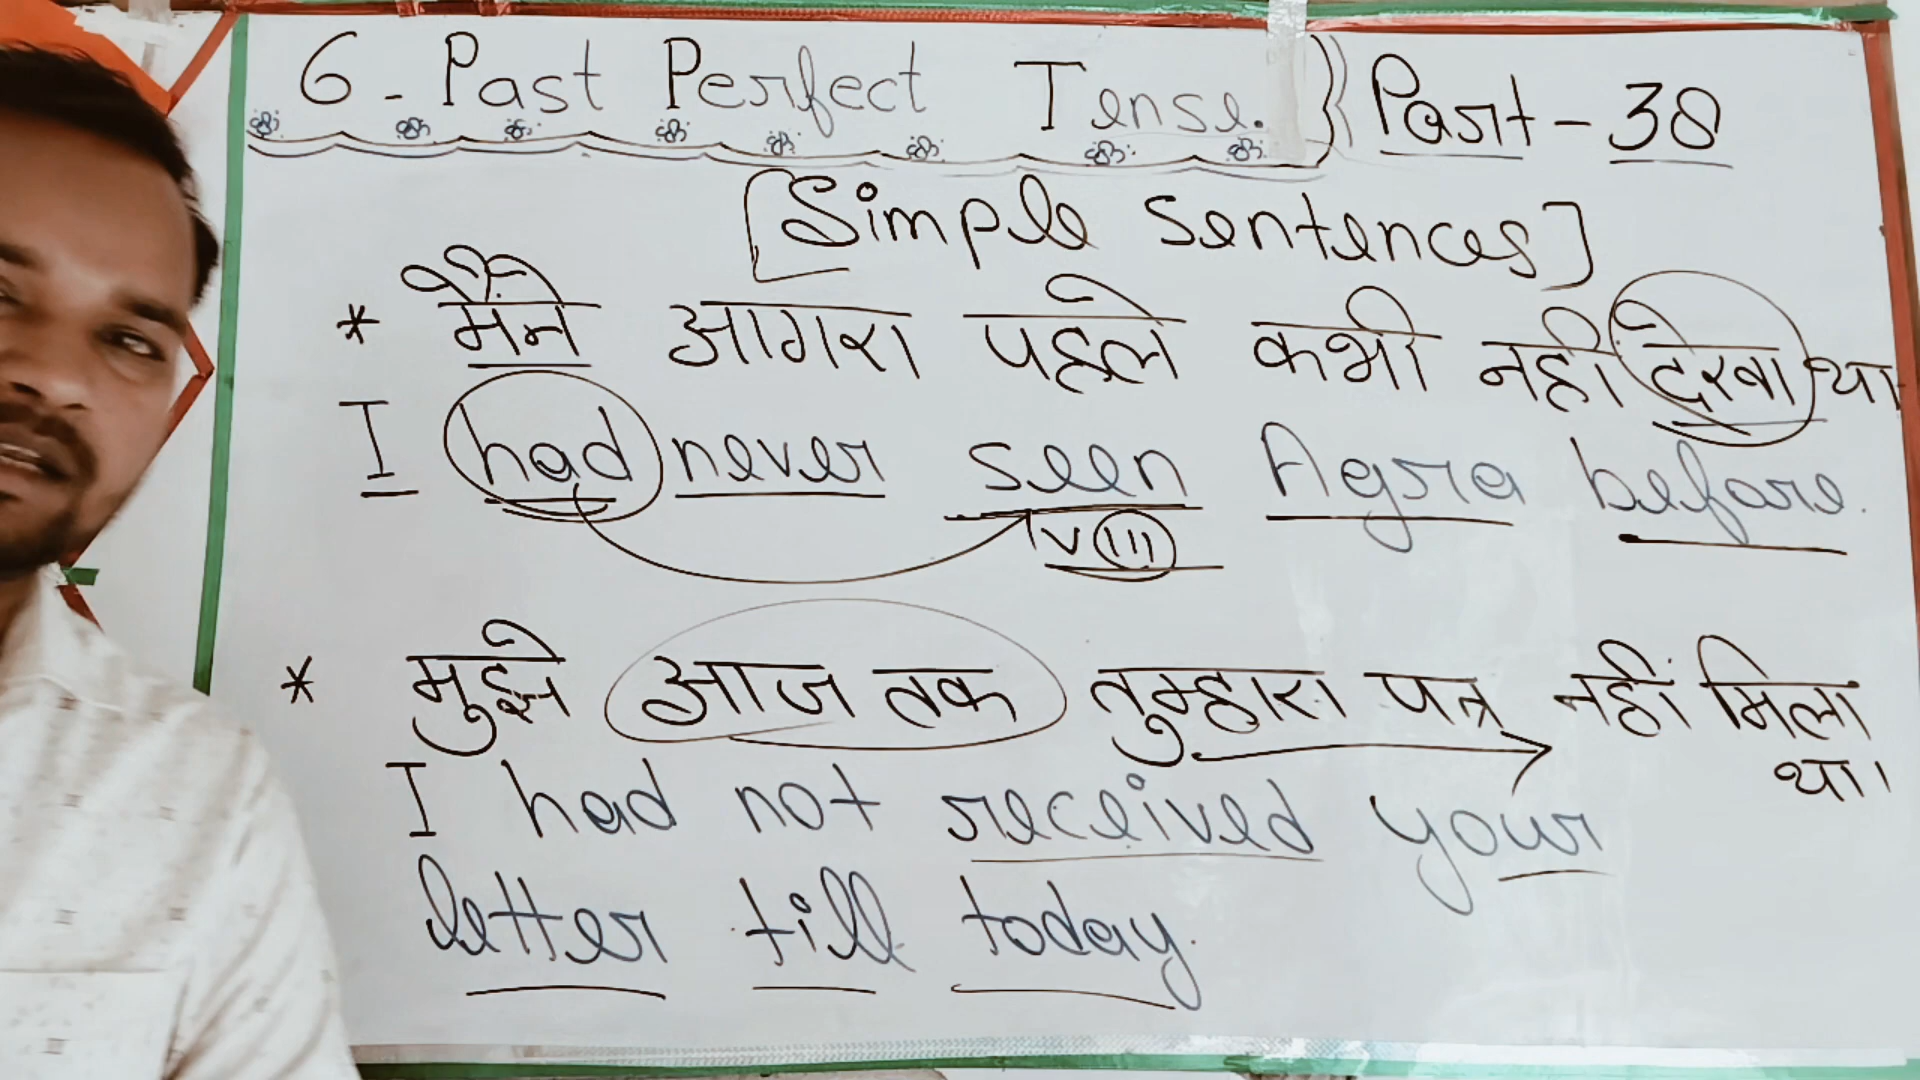 6 - Past Perfect Tense. Part - 38
[Simple Sentences]
* मैंने आगरा पहले कभी नहीं देखा था
I had never seen Agra before.
V III
* मुझे आज तक तुम्हारा पत्र नहीं मिला
था।
I had not received your
letter till today.